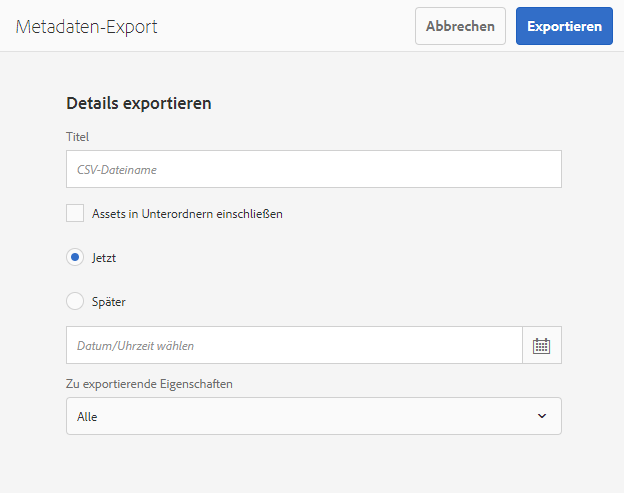 Metadaten-Export
Abbrechen
Exportieren
Details exportieren
Titel
CSV-Dateiname
Assets in Unterordnern einschließen
Jetzt
Später
Datum/Uhrzeit wählen
Zu exportierende Eigenschaften
Alle